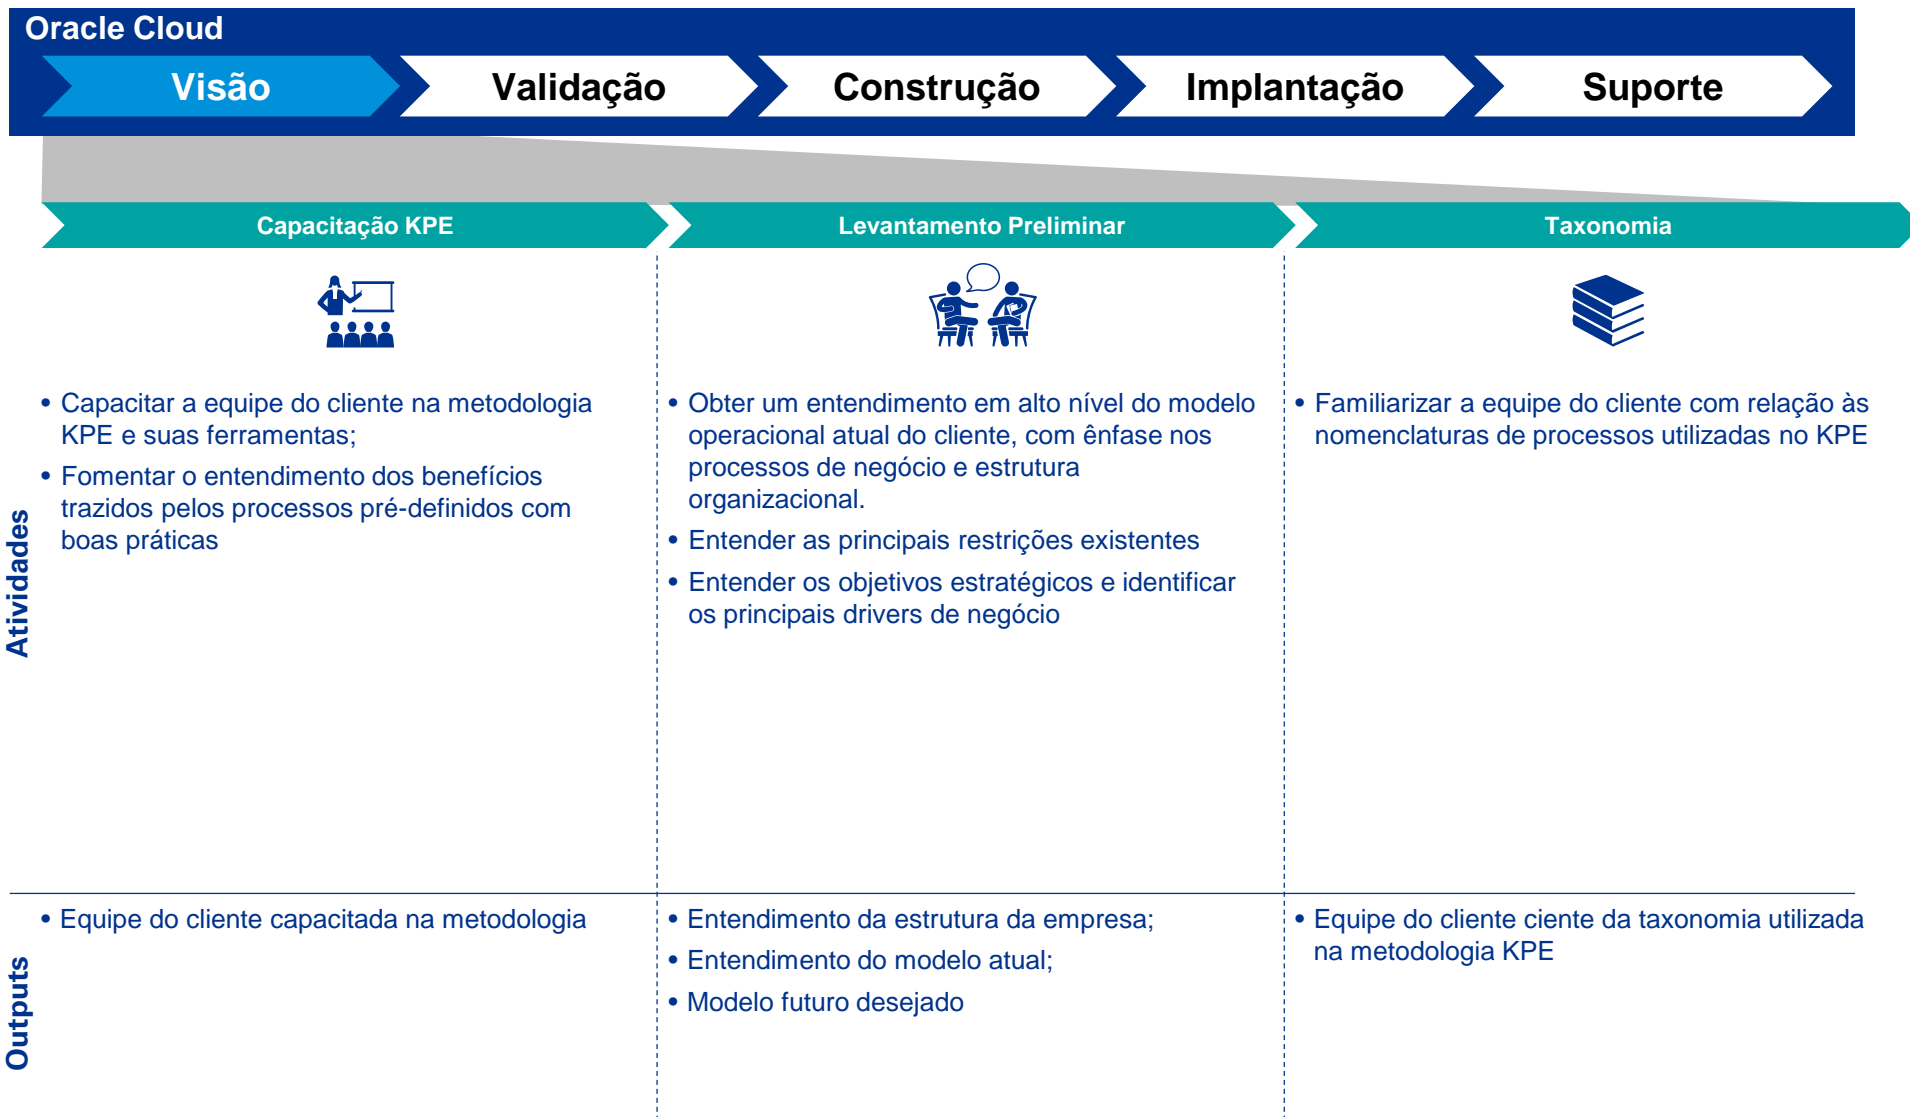 Oracle Cloud
Visão
Validação
Construção
Implantação
Suporte
Capacitação KPE
Levantamento Preliminar
Taxonomia
Atividades
• Capacitar a equipe do cliente na metodologia
KPE e suas ferramentas;
• Fomentar o entendimento dos benefícios
trazidos pelos processos pré-definidos com
boas práticas
• Obter um entendimento em alto nível do modelo
operacional atual do cliente, com ênfase nos
processos de negócio e estrutura
organizacional.
• Entender as principais restrições existentes
• Entender os objetivos estratégicos e identificar
os principais drivers de negócio
• Familiarizar a equipe do cliente com relação às
nomenclaturas de processos utilizadas no KPE
Outputs
• Equipe do cliente capacitada na metodologia
• Entendimento da estrutura da empresa;
• Entendimento do modelo atual;
• Modelo futuro desejado
• Equipe do cliente ciente da taxonomia utilizada
na metodologia KPE